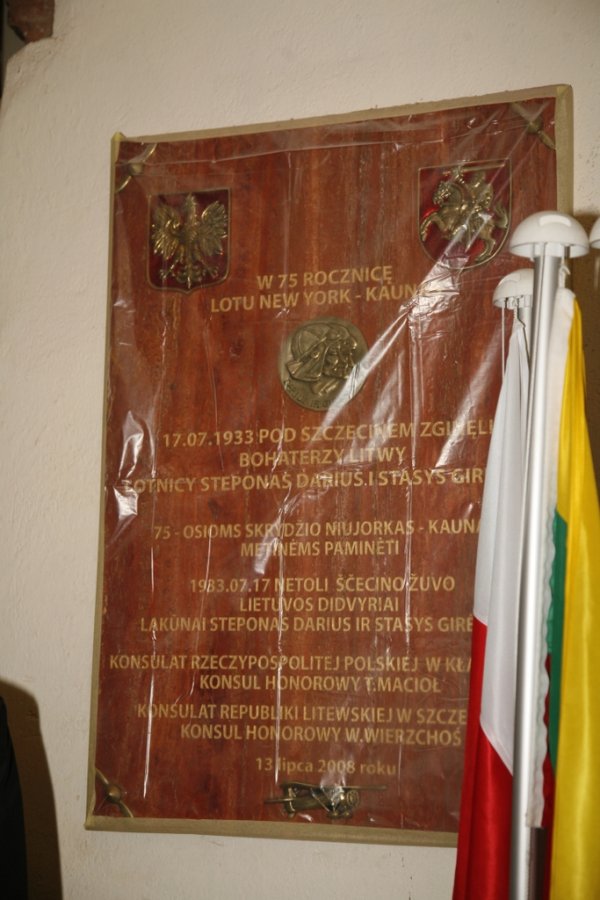 W 75 ROCZNICĘ
LOTU NEW YORK - KAUN
17.07.1933 POD SZCZECINEM ZGINĘLI
BOHATERZY LITWY
LOTNICY STEPONAS DARIUS I STASYS GIR
75 - OSIOMS SKRYDŽIO NIUJORKAS - KAUNA
METINĖMS PAMINĖTI
1983.07.17 NETOLI ŠČECINO ŽUVO
LIETUVOS DIDVYRIAI
LAKŪNAI STEPONAS DARIUS IR STASYS GIRĖ
KONSULAT RZECZYPOSPOLITEJ POLSKIEJ W KŁA
KONSUL HONOROWY T.MACIOŁ
KONSULAT REPUBLIKI LITEWSKIEJ W SZCZE
KONSUL HONOROWY W.WIERZCHOŚ
13 lipca 2008 roku